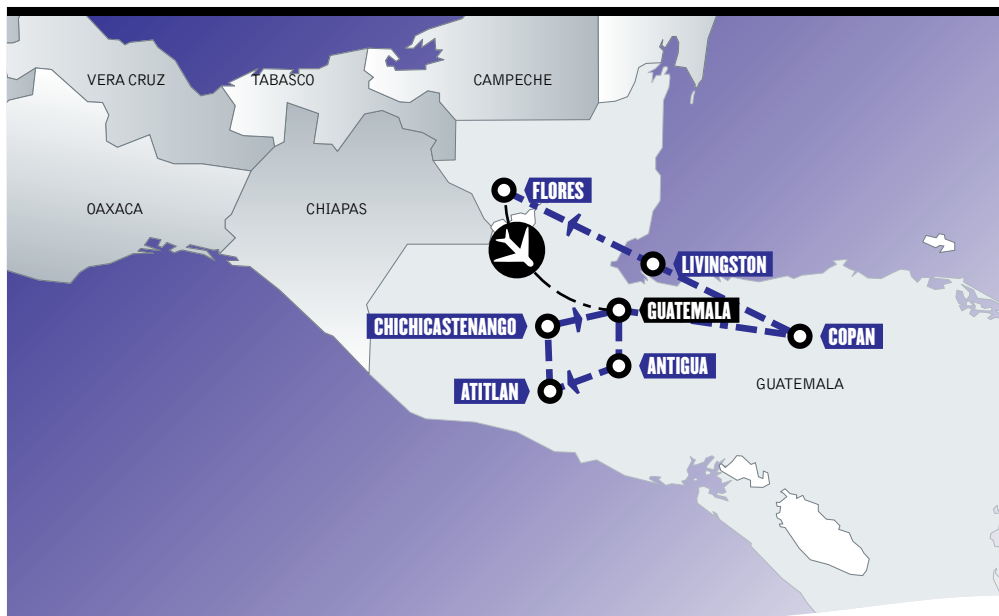 VERA CRUZ
TABASCO
CAMPECHE
FLORES
OAXACA
CHIAPAS
LIVINGSTON
GUATEMALA
CHICHICASTENANGO
COPAN
ANTIGUA
GUATEMALA
ATITLAN